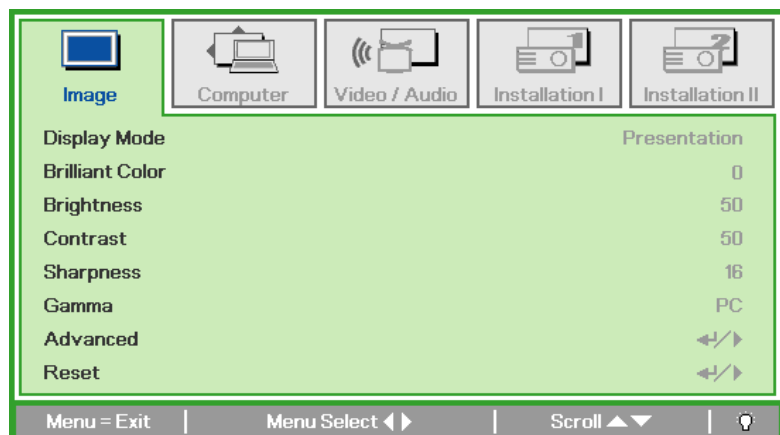 Image Computer Video / Audio Installation I Installation II
Display Mode Presentation
Brilliant Color 0
Brightness 50
Contrast 50
Sharpness 16
Gamma PC
Advanced
Reset
Menu = Exit Menu Select Scroll